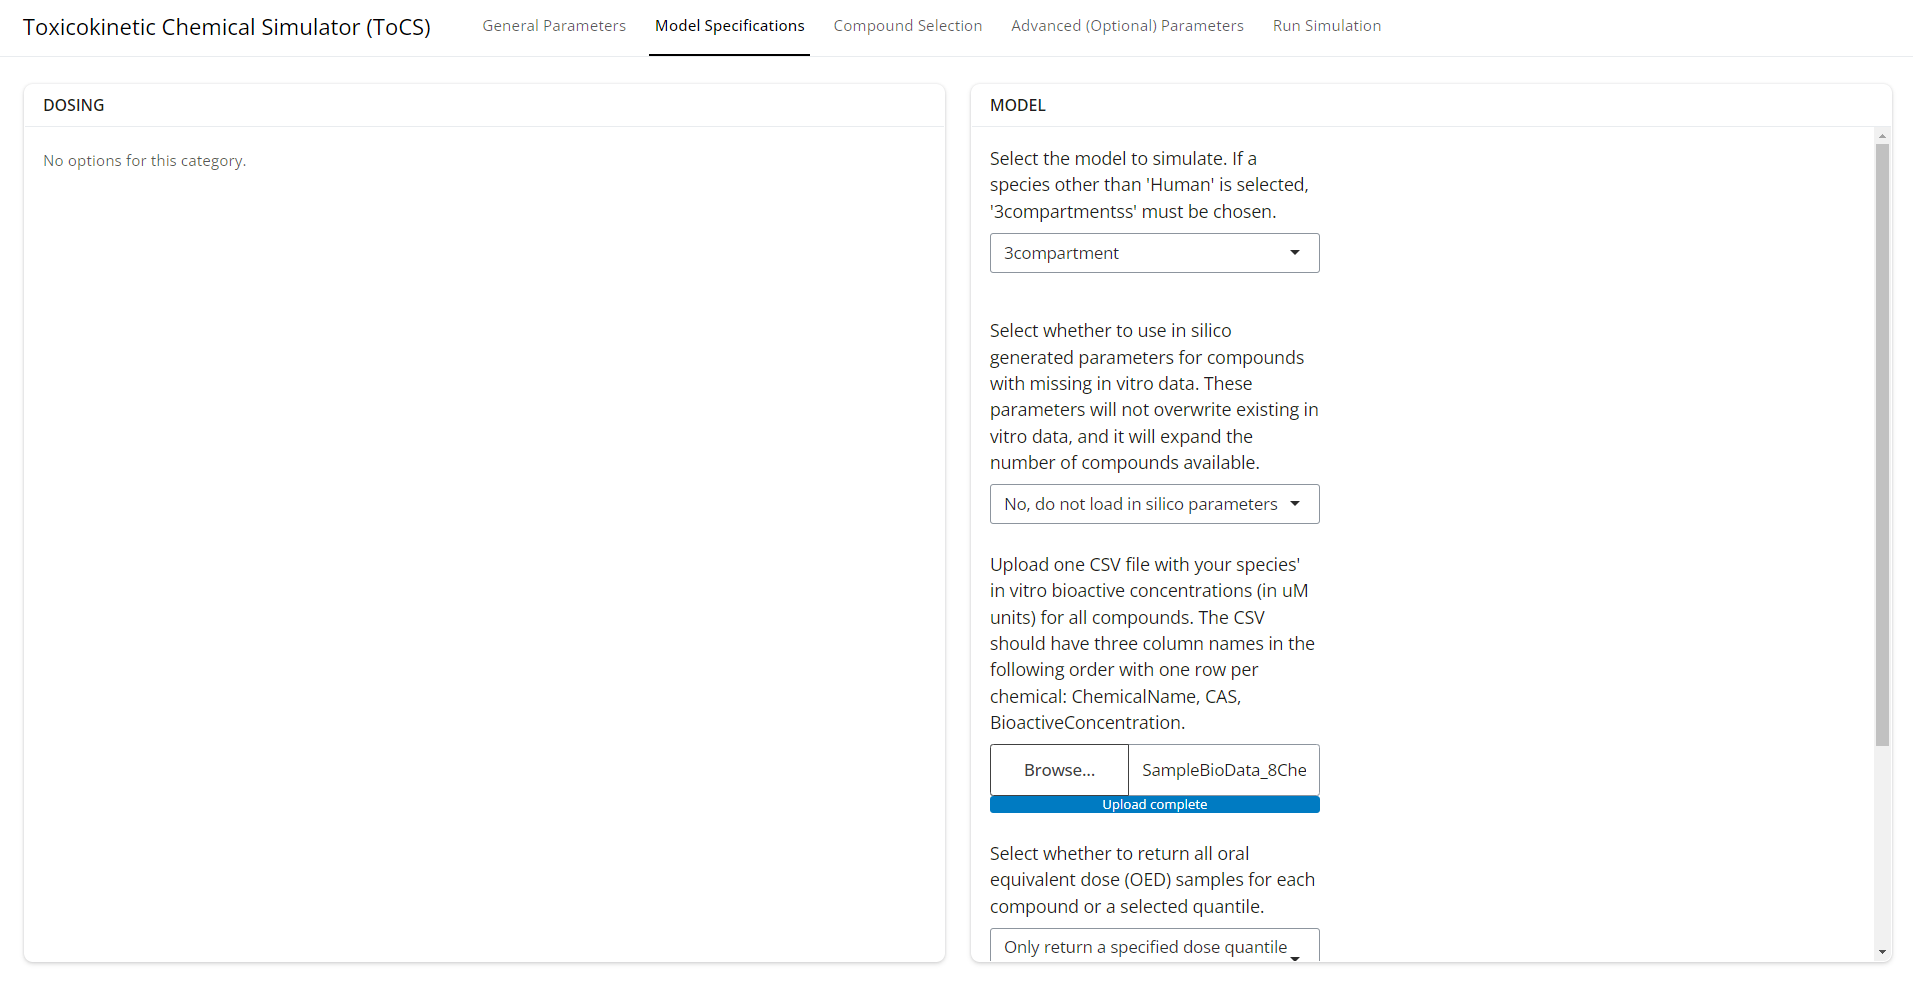 Toxicokinetic Chemical Simulator (ToCS)
General Parameters
Model Specifications
Compound Selection
Advanced (Optional) Parameters
Run Simulation
DOSING
No options for this category.
MODEL
Select the model to simulate. If a
species other than 'Human' is selected,
'3compartmentss' must be chosen.
3compartment
Select whether to use in silico
generated parameters for compounds
with missing in vitro data. These
parameters will not overwrite existing in
vitro data, and it will expand the
number of compounds available.
No, do not load in silico parameters
Upload one CSV file with your species'
in vitro bioactive concentrations (in uM
units) for all compounds. The CSV
should have three column names in the
following order with one row per
chemical: ChemicalName, CAS,
BioactiveConcentration.
Browse...
SampleBioData_8Che
Upload complete
Select whether to return all oral
equivalent dose (OED) samples for each
compound or a selected quantile.
Only return a specified dose quantile